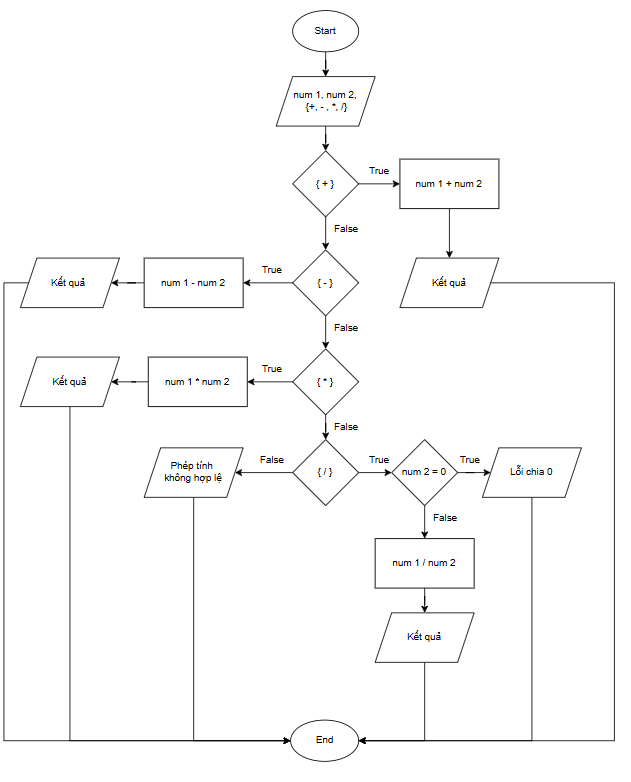 Start
num 1, num 2,
{+, - , *, /}
{ + }
True
num 1 + num 2
False
Kết quả
num 1 - num 2
True
{ - }
Kết quả
False
Kết quả
num 1 * num 2
True
{ * }
False
Phép tính
không hợp lệ
False
{ / }
True
num 2 = 0
True
Lỗi chia 0
False
num 1 / num 2
Kết quả
End